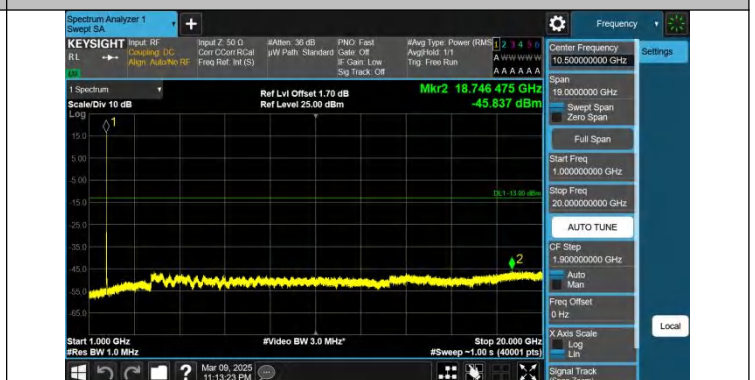 Spectrum Analyzer 1
Swept SA
Frequency
KEYSIGHT
RL
Input: RF
Coupling: DC
Align: Auto/No RF
Input Z: 50 Ω
Corr CCorr RCal
Freq Ref: Int (S)
#Atten: 36 dB
µW Path: Standard
PNO: Fast
Gate: Off
IF Gain: Low
Sig Track: Off
#Avg Type: Power (RMS)
Avg|Hold: 1/1
Trig: Free Run
1 2 3 4 5 6
A W W W W W
A A A A A A
1 Spectrum
Scale/Div 10 dB
Log
Ref Lvl Offset 1.70 dB
Ref Level 25.00 dBm
Mkr2 18.746 475 GHz
-45.837 dBm
1
15.0
5.00
-5.00
-15.0
DL1 -13.00 dBm
-25.0
-35.0
-45.0
2
-55.0
-65.0
Start 1.000 GHz
#Res BW 1.0 MHz
#Video BW 3.0 MHz*
Stop 20.000 GHz
#Sweep ~1.00 s (40001 pts)
Mar 09, 2025
11:13:23 PM
Center Frequency
10.500000000 GHz
Settings
Span
19.0000000 GHz
Swept Span
Zero Span
Full Span
Start Freq
1.000000000 GHz
Stop Freq
20.000000000 GHz
AUTO TUNE
CF Step
1.900000000 GHz
Auto
Man
Freq Offset
0 Hz
X Axis Scale
Log
Lin
Local
Signal Track